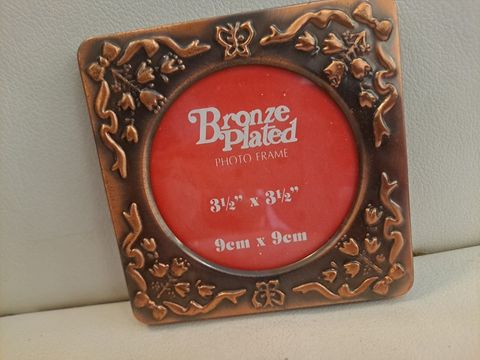 Bronze
Plated
PHOTO FRAME
3½" x 3½"
9cm x 9cm